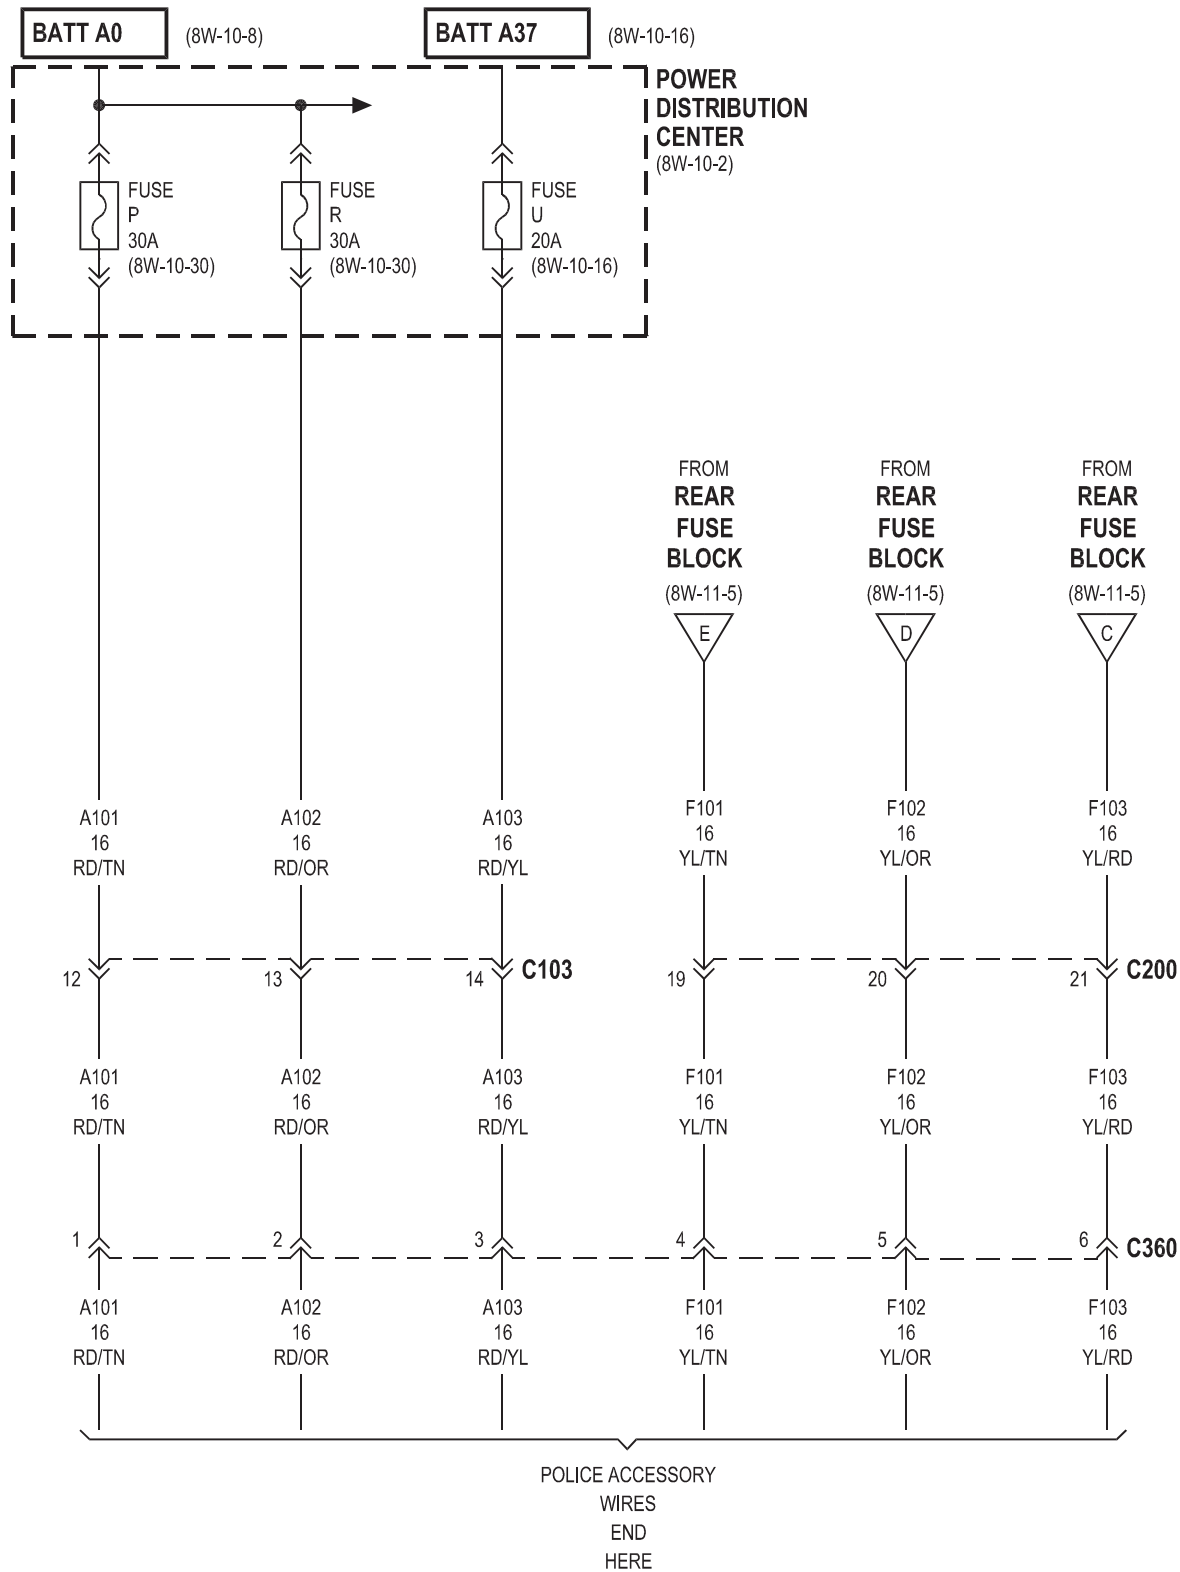 BATT A0 (8W-10-8) BATT A37 (8W-10-16)
POWER
DISTRIBUTION
CENTER
(8W-10-2)
FUSE
P
30A
(8W-10-30)
FUSE
R
30A
(8W-10-30)
FUSE
U
20A
(8W-10-16)
FROM
REAR
FUSE
BLOCK
(8W-11-5)
E
FROM
REAR
FUSE
BLOCK
(8W-11-5)
D
FROM
REAR
FUSE
BLOCK
(8W-11-5)
C
A101
16
RD/TN
A102
16
RD/OR
A103
16
RD/YL
F101
16
YL/TN
F102
16
YL/OR
F103
16
YL/RD
12 13 14 C103 19 20 21 C200
A101
16
RD/TN
A102
16
RD/OR
A103
16
RD/YL
F101
16
YL/TN
F102
16
YL/OR
F103
16
YL/RD
1 2 3 4 5 6 C360
A101
16
RD/TN
A102
16
RD/OR
A103
16
RD/YL
F101
16
YL/TN
F102
16
YL/OR
F103
16
YL/RD
POLICE ACCESSORY
WIRES
END
HERE